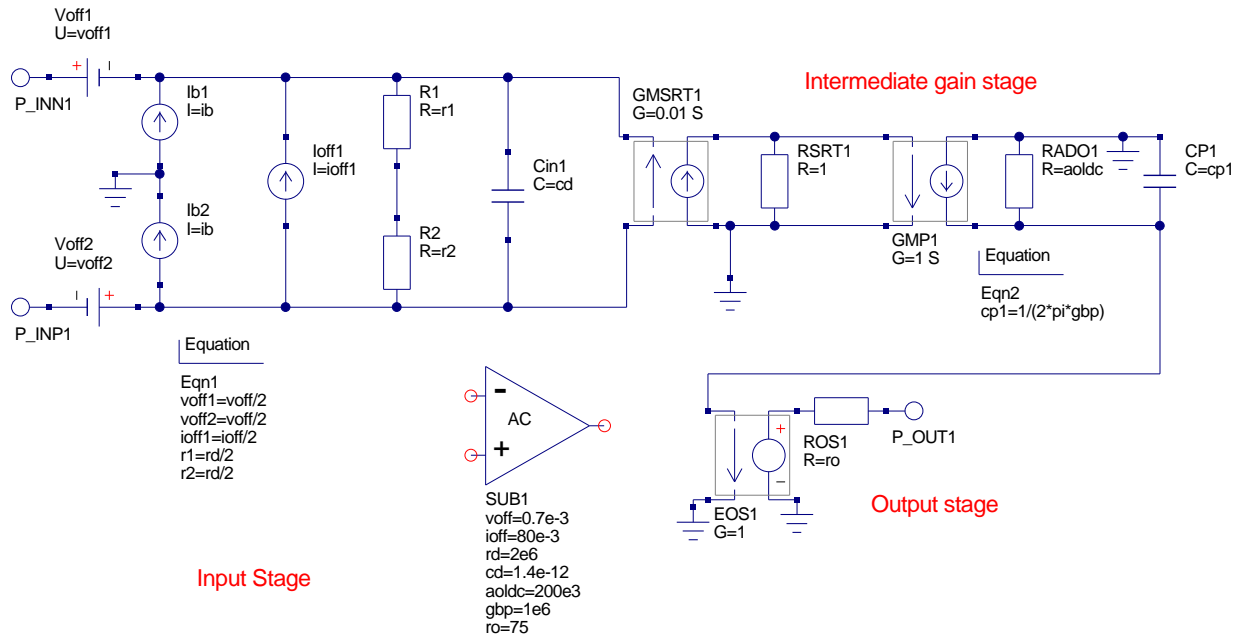 Voff1
U=voff1
+
P_INN1
Ib1
I=ib
Ib2
I=ib
Voff2
U=voff2
+
P_INP1
Ioff1
I=ioff1
R1
R=r1
R2
R=r2
Cin1
C=cd
GMSRT1
G=0.01 S
Intermediate gain stage
RSRT1
R=1
GMP1
G=1 S
RADO1
R=aoldc
CP1
C=cp1
Equation
Eqn2
cp1=1/(2*pi*gbp)
Equation
Eqn1
voff1=voff/2
voff2=voff/2
ioff1=ioff/2
r1=rd/2
r2=rd/2
-
AC
+
SUB1
voff=0.7e-3
ioff=80e-3
rd=2e6
cd=1.4e-12
aoldc=200e3
gbp=1e6
ro=75
+
−
EOS1
G=1
ROS1
R=ro
P_OUT1
Output stage
Input Stage